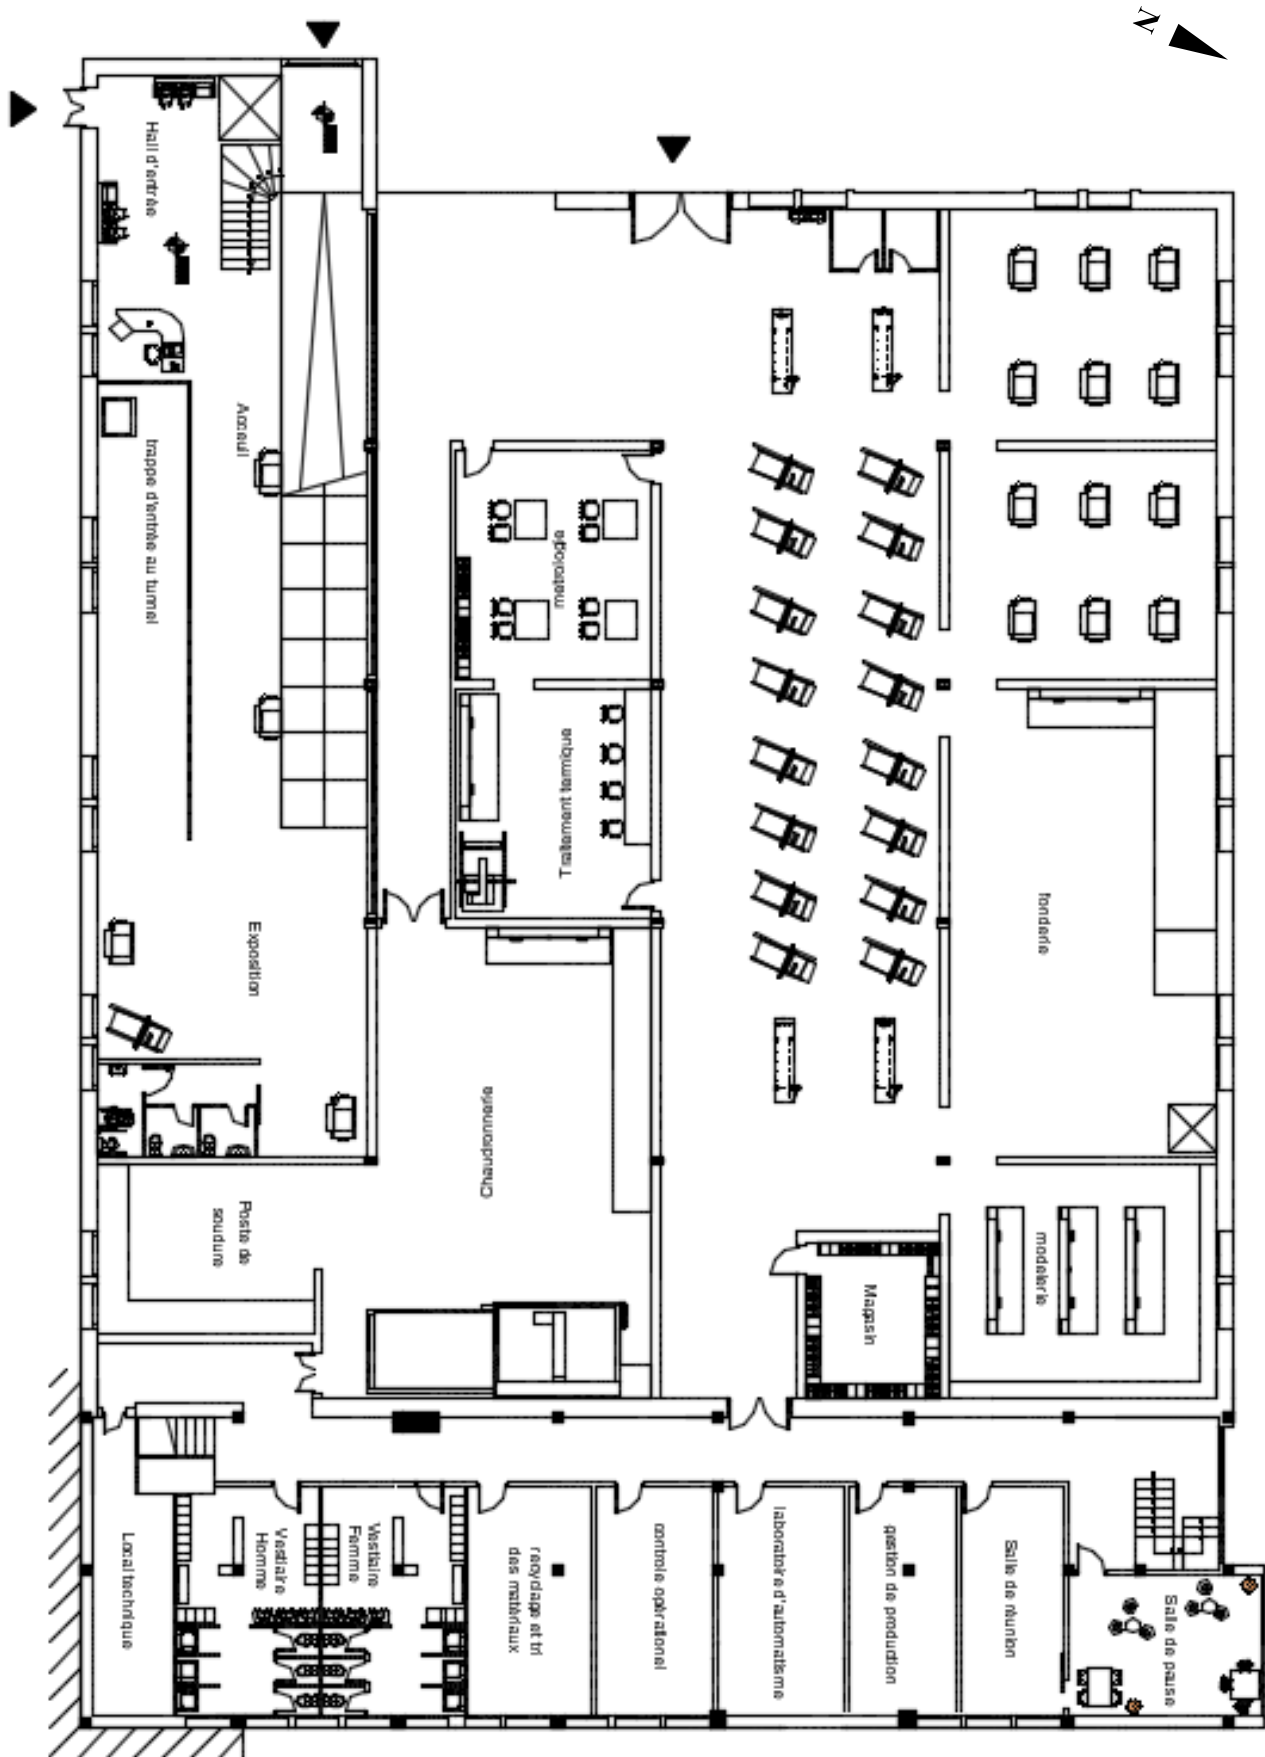 N
Hall d'entrée
Acceuil
trappe d'entrée au tunnel
métrologie
Traitement termique
fonderie
Exposition
Chaudronnerie
Poste de
soudure
modelerie
Magasin
Local technique
Vestiaire
Homme
Vestiaire
Femme
recyclage et tri
des matériaux
controle opérationel
laboratoire d'automatisme
gestion de production
Salle de réunion
Salle de pause